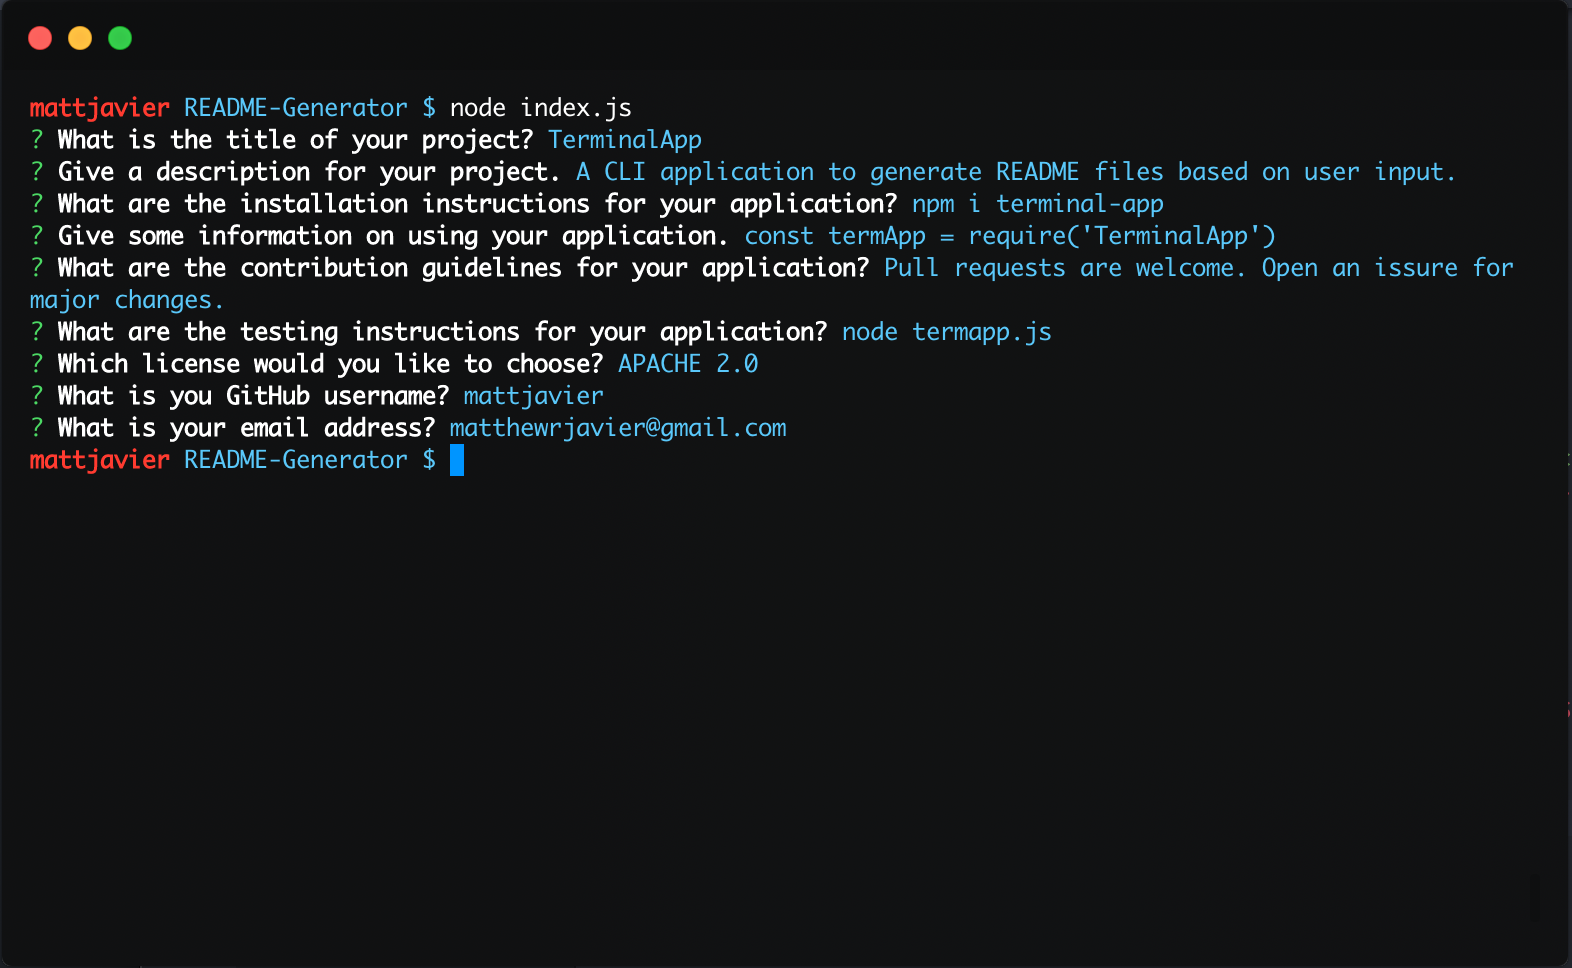 mattjavier README-Generator $ node index.js
? What is the title of your project? TerminalApp
? Give a description for your project. A CLI application to generate README files based on user input.
? What are the installation instructions for your application? npm i terminal-app
? Give some information on using your application. const termApp = require('TerminalApp')
? What are the contribution guidelines for your application? Pull requests are welcome. Open an issure for
major changes.
? What are the testing instructions for your application? node termapp.js
? Which license would you like to choose? APACHE 2.0
? What is you GitHub username? mattjavier
? What is your email address? matthewrjavier@gmail.com
mattjavier README-Generator $